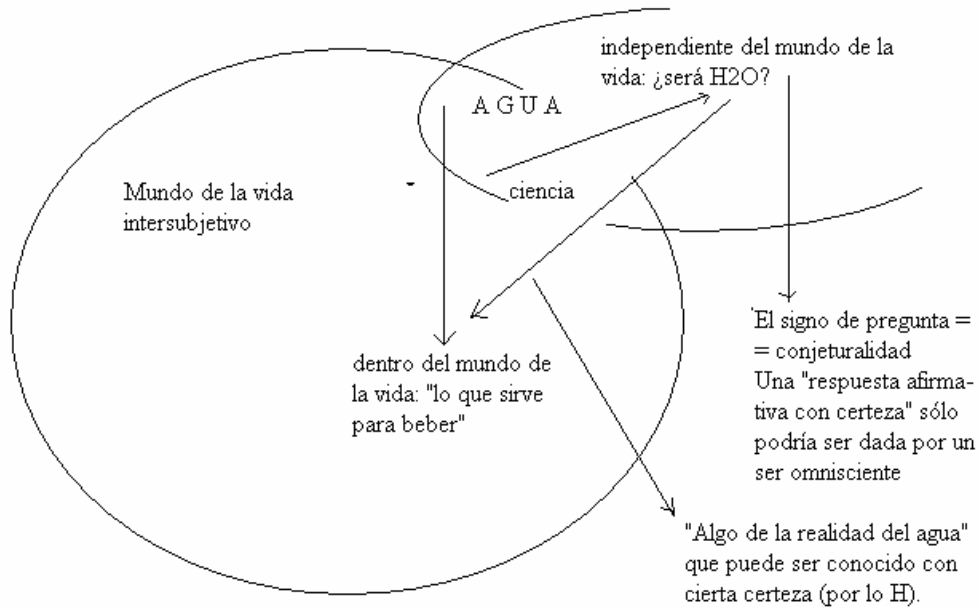 independiente del mundo de la
vida: ¿será H2O?
A G U A
ciencia
Mundo de la vida
intersubjetivo
dentro del mundo de
la vida: "lo que sirve
para beber"
El signo de pregunta =
= conjeturalidad
Una "respuesta afirma-
tiva con certeza" sólo
podría ser dada por un
ser omnisciente
"Algo de la realidad del agua"
que puede ser conocido con
cierta certeza (por lo H).